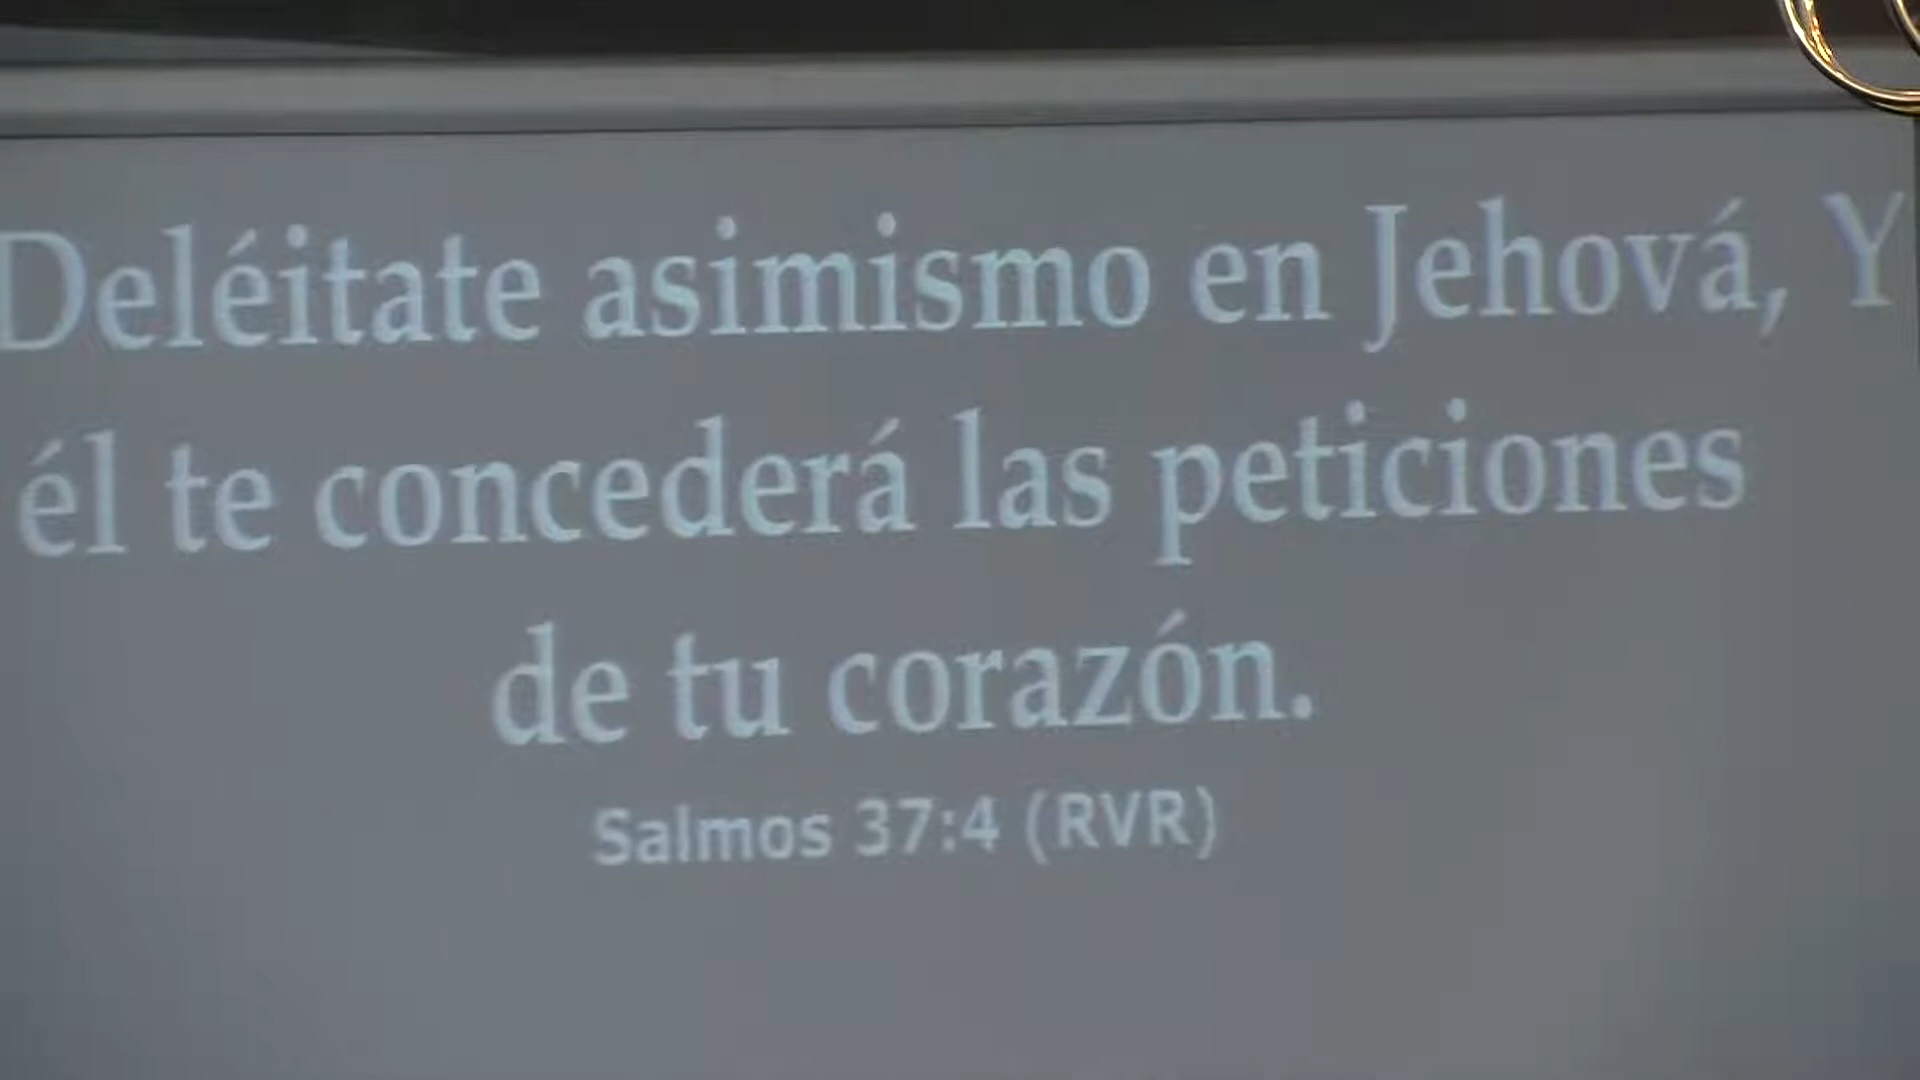 Deléitate asimismo en Jehová, Y
él te concederá las peticiones
de tu corazón.
Salmos 37:4 (RVR)